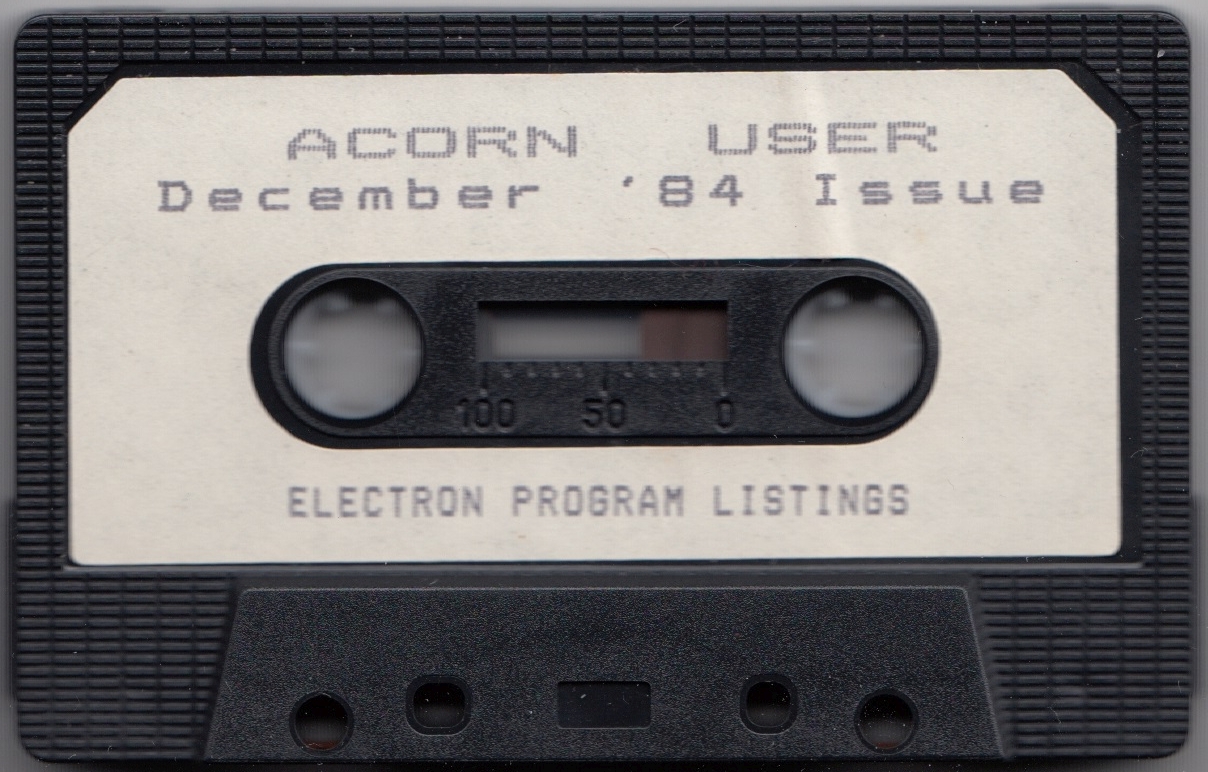 ACORN USER
December '84 Issue
100 50 0
ELECTRON PROGRAM LISTINGS